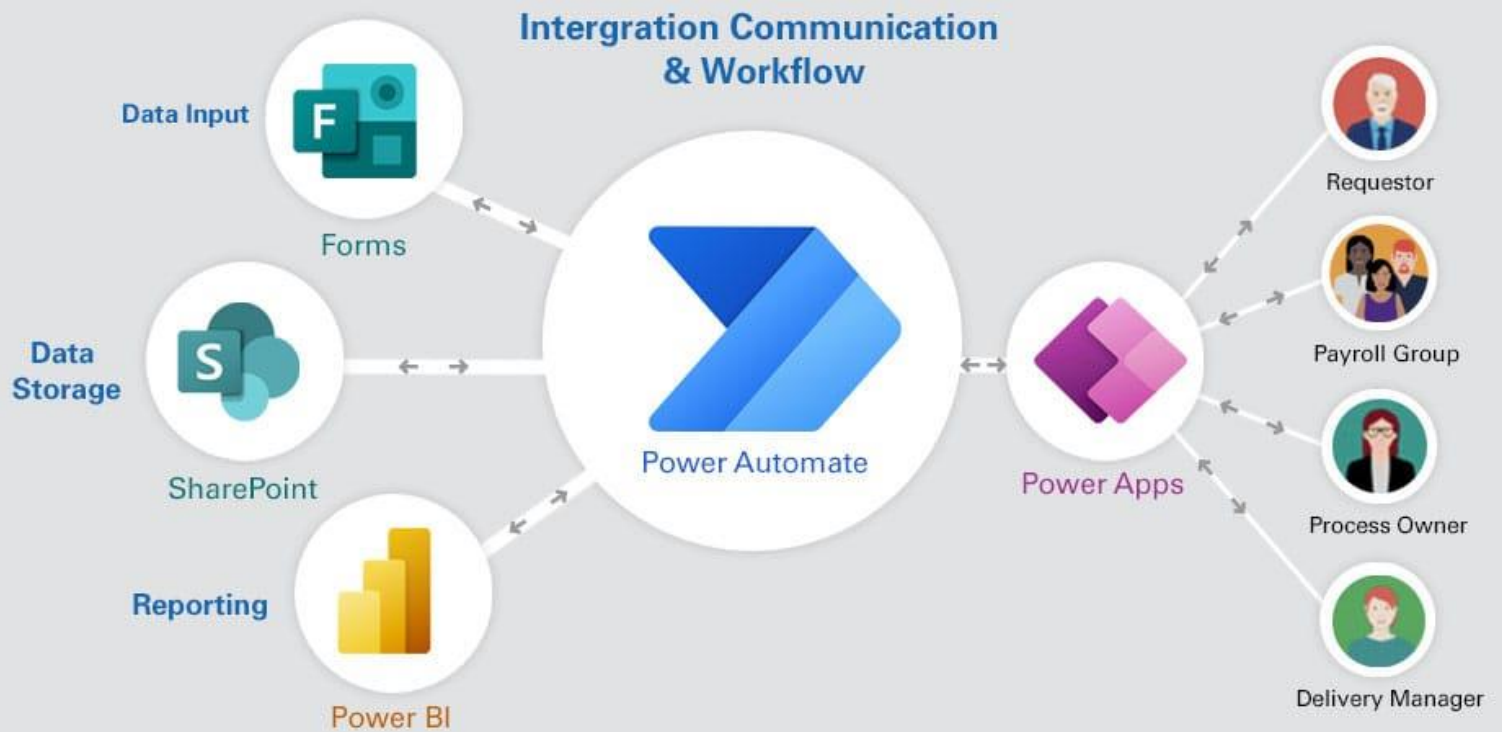 Intergration Communication
& Workflow
Data Input
F
Forms
Data
Storage
S
SharePoint
Reporting
Power BI
Power Automate
Power Apps
Requestor
Payroll Group
Process Owner
Delivery Manager